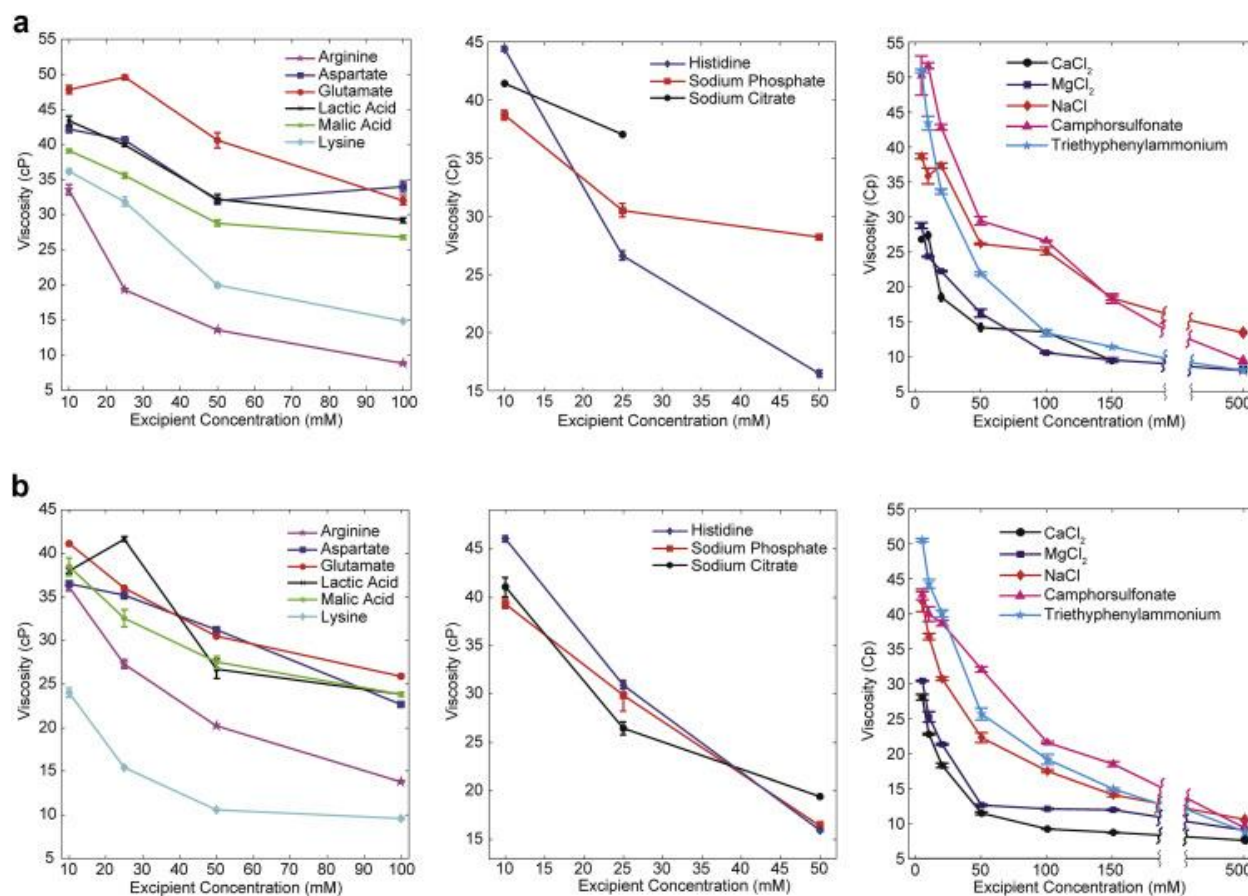 a
55
50
45
40
35
30
25
20
15
10
5
Viscosity (cP)
Arginine
Aspartate
Glutamate
Lactic Acid
Malic Acid
Lysine
10 20 30 40 50 60 70 80 90 100
Excipient Concentration (mM)
45
40
35
30
25
20
15
Viscosity (Cp)
Histidine
Sodium Phosphate
Sodium Citrate
10 15 20 25 30 35 40 45 50
Excipient Concentration (mM)
55
50
45
40
35
30
25
20
15
10
5
Viscosity (Cp)
CaCl2
MgCl2
NaCl
Camphorsulfonate
Triethyphenylammonium
0 50 100 150 500
Excipient Concentration (mM)
b
45
40
35
30
25
20
15
10
5
Viscosity (cP)
Arginine
Aspartate
Glutamate
Lactic Acid
Malic Acid
Lysine
10 20 30 40 50 60 70 80 90 100
Excipient Concentration (mM)
45
40
35
30
25
20
15
Viscosity (Cp)
Histidine
Sodium Phosphate
Sodium Citrate
10 15 20 25 30 35 40 45 50
Excipient Concentration (mM)
55
50
45
40
35
30
25
20
15
10
5
Viscosity (Cp)
CaCl2
MgCl2
NaCl
Camphorsulfonate
Triethyphenylammonium
0 50 100 150 500
Excipient Concentration (mM)